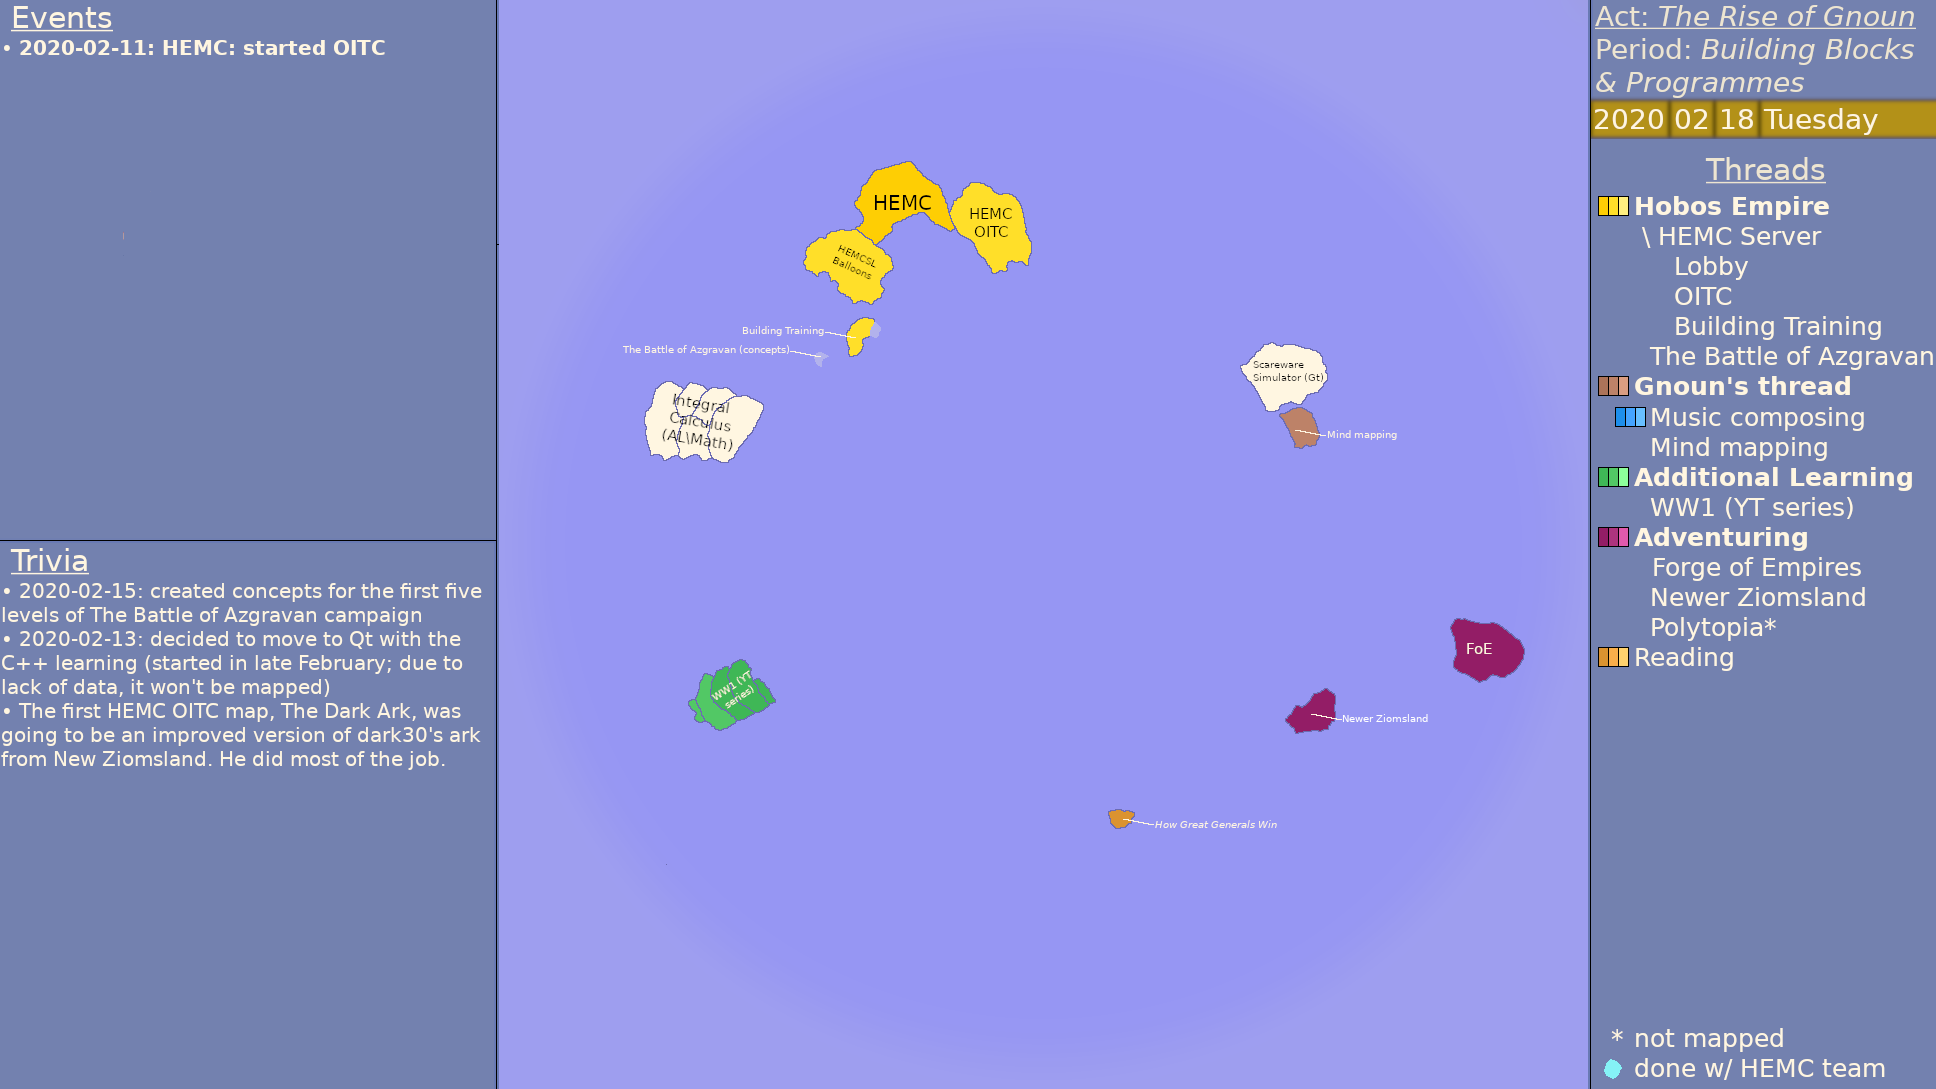 Events
• 2020-02-11: HEMC: started OITC
Trivia
• 2020-02-15: created concepts for the first five
levels of The Battle of Azgravan campaign
• 2020-02-13: decided to move to Qt with the
C++ learning (started in late February; due to
lack of data, it won't be mapped)
• The first HEMC OITC map, The Dark Ark, was
going to be an improved version of dark30's ark
from New Ziomsland. He did most of the job.
HEMC
HEMC
OITC
HEMCSL
Balloons
Building Training
The Battle of Azgravan (concepts)
Integral
Calculus
(AL\Math)
Scareware
Simulator (Gt)
Mind mapping
WW1 (YT
series)
FoE
Newer Ziomsland
How Great Generals Win
Act: The Rise of Gnoun
Period: Building Blocks
& Programmes
2020 02 18 Tuesday
Threads
Hobos Empire
\ HEMC Server
Lobby
OITC
Building Training
The Battle of Azgravan
Gnoun's thread
Music composing
Mind mapping
Additional Learning
WW1 (YT series)
Adventuring
Forge of Empires
Newer Ziomsland
Polytopia*
Reading
* not mapped
done w/ HEMC team